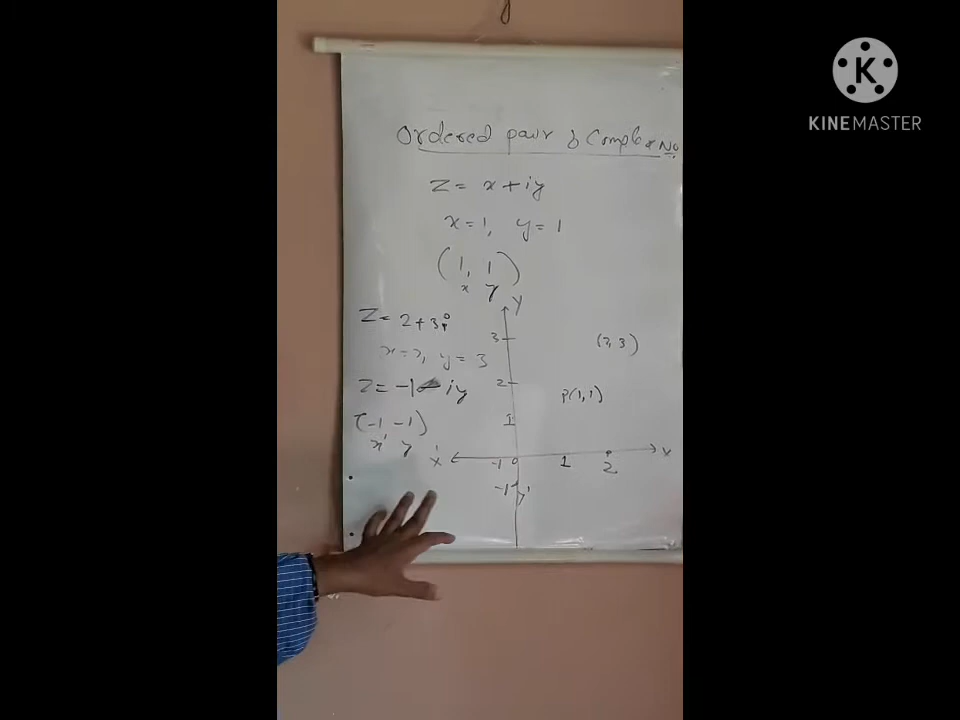 Ordered pair & Complex No.
Z = x + iy
x = 1, y = 1
(1, 1)
x y
Z = 2 + 3i
x = 2, y = 3
Z = -1 - iy
(-1 -1)
x' y'
Y
3
(2, 3)
2
P(1,1)
1
x' -1 0 1 2 X
-1 y'
K
KINEMASTER